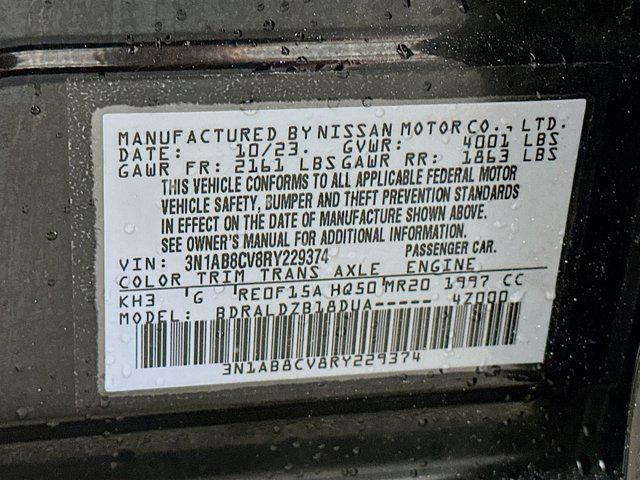 MANUFACTURED BY NISSAN MOTOR CO., LTD.
DATE: 10/23. GVWR: 4001 LBS
GAWR FR: 2161 LBS GAWR RR: 1863 LBS
THIS VEHICLE CONFORMS TO ALL APPLICABLE FEDERAL MOTOR
VEHICLE SAFETY, BUMPER AND THEFT PREVENTION STANDARDS
IN EFFECT ON THE DATE OF MANUFACTURE SHOWN ABOVE.
SEE OWNER'S MANUAL FOR ADDITIONAL INFORMATION.
VIN: 3N1AB8CV8RY229374 PASSENGER CAR.
COLOR TRIM TRANS AXLE ENGINE
KH3 G RE0F15A HQ50 MR20 1997 CC
MODEL: BDRALDZB18DUA----- 4Z000
3N1AB8CV8RY229374